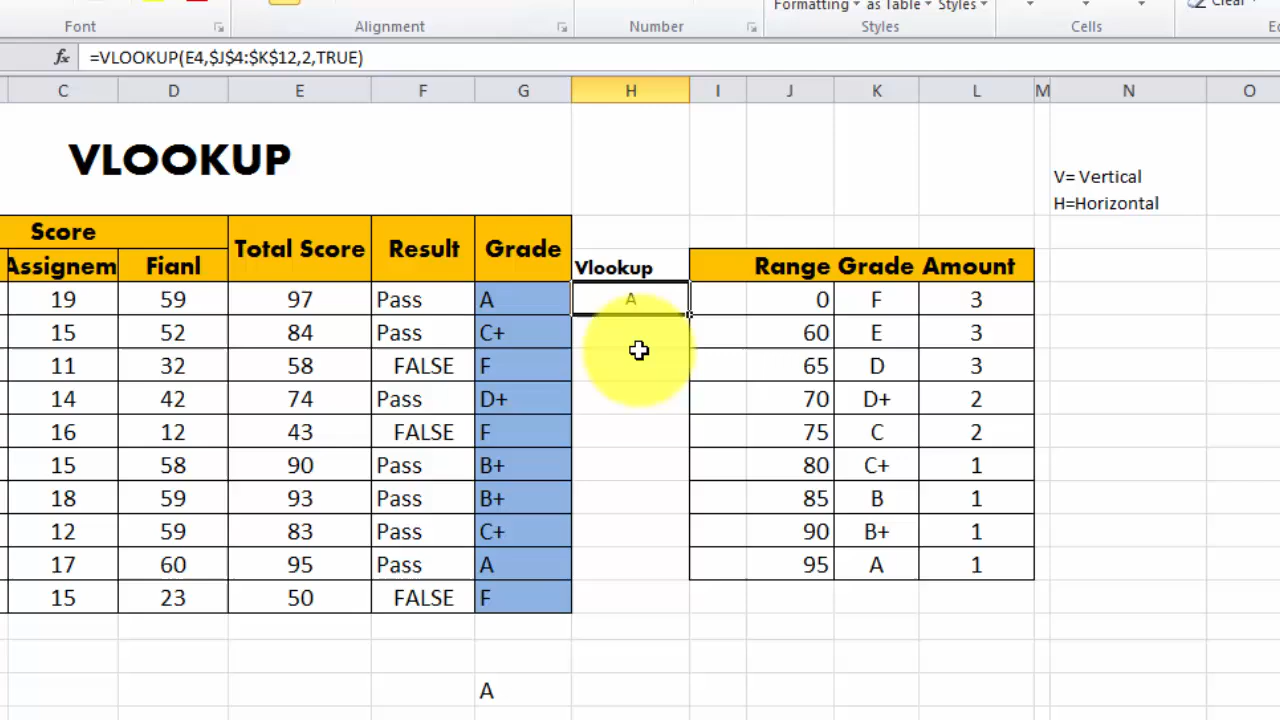 Formatting as Table Styles Clear
Font Alignment Number Styles Cells
fx =VLOOKUP(E4,$J$4:$K$12,2,TRUE)
C D E F G H I J K L M N O
VLOOKUP
V= Vertical
H=Horizontal
Score Total Score Result Grade
Assignem Fianl Vlookup Range Grade Amount
19 59 97 Pass A A 0 F 3
15 52 84 Pass C+ 60 E 3
11 32 58 FALSE F 65 D 3
14 42 74 Pass D+ 70 D+ 2
16 12 43 FALSE F 75 C 2
15 58 90 Pass B+ 80 C+ 1
18 59 93 Pass B+ 85 B 1
12 59 83 Pass C+ 90 B+ 1
17 60 95 Pass A 95 A 1
15 23 50 FALSE F
A